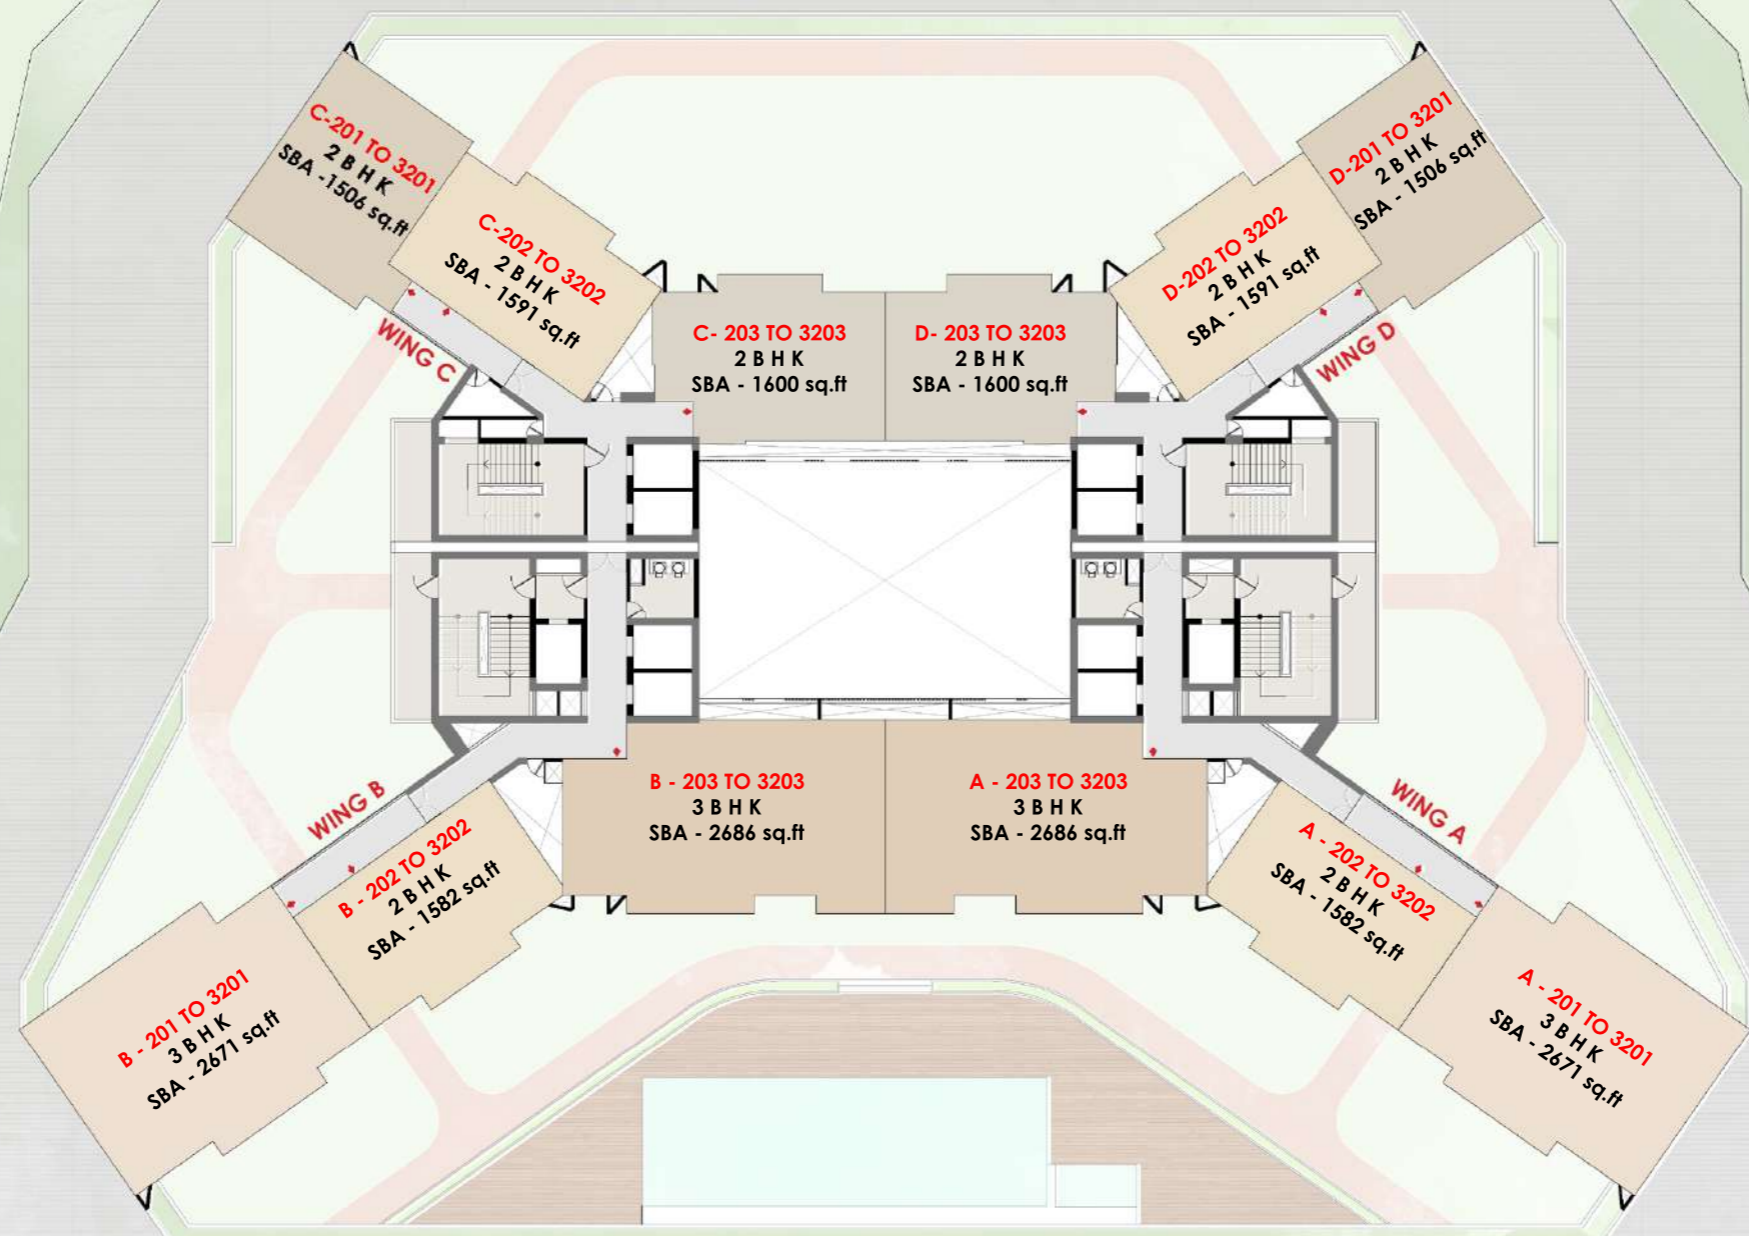 C-201 TO 3201
2 B H K
SBA -1506 sq.ft
C-202 TO 3202
2 B H K
SBA - 1591 sq.ft
WING C
C- 203 TO 3203
2 B H K
SBA - 1600 sq.ft
D- 203 TO 3203
2 B H K
SBA - 1600 sq.ft
D-202 TO 3202
2 B H K
SBA - 1591 sq.ft
D-201 TO 3201
2 B H K
SBA - 1506 sq.ft
WING D
WING B
B - 203 TO 3203
3 B H K
SBA - 2686 sq.ft
A - 203 TO 3203
3 B H K
SBA - 2686 sq.ft
WING A
B - 202 TO 3202
2 B H K
SBA - 1582 sq.ft
A - 202 TO 3202
2 B H K
SBA - 1582 sq.ft
B - 201 TO 3201
3 B H K
SBA - 2671 sq.ft
A - 201 TO 3201
3 B H K
SBA - 2671 sq.ft